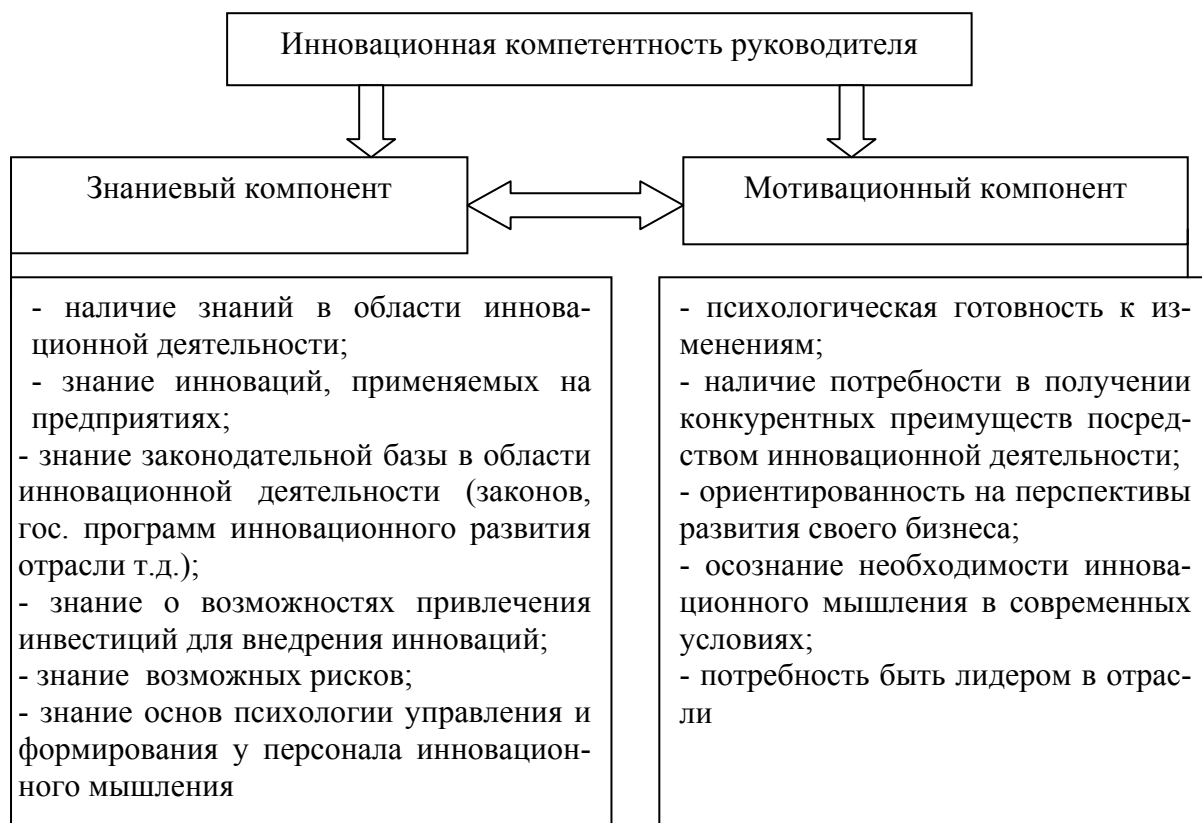 Инновационная компетентность руководителя
Знаниевый компонент
Мотивационный компонент
- наличие знаний в области иннова-
ционной деятельности;
- знание инноваций, применяемых на
предприятиях;
- знание законодательной базы в области
инновационной деятельности (законов,
гос. программ инновационного развития
отрасли т.д.);
- знание о возможностях привлечения
инвестиций для внедрения инноваций;
- знание возможных рисков;
- знание основ психологии управления и
формирования у персонала инновацион-
ного мышления
- психологическая готовность к из-
менениям;
- наличие потребности в получении
конкурентных преимуществ посред-
ством инновационной деятельности;
- ориентированность на перспективы
развития своего бизнеса;
- осознание необходимости иннова-
ционного мышления в современных
условиях;
- потребность быть лидером в отрас-
ли